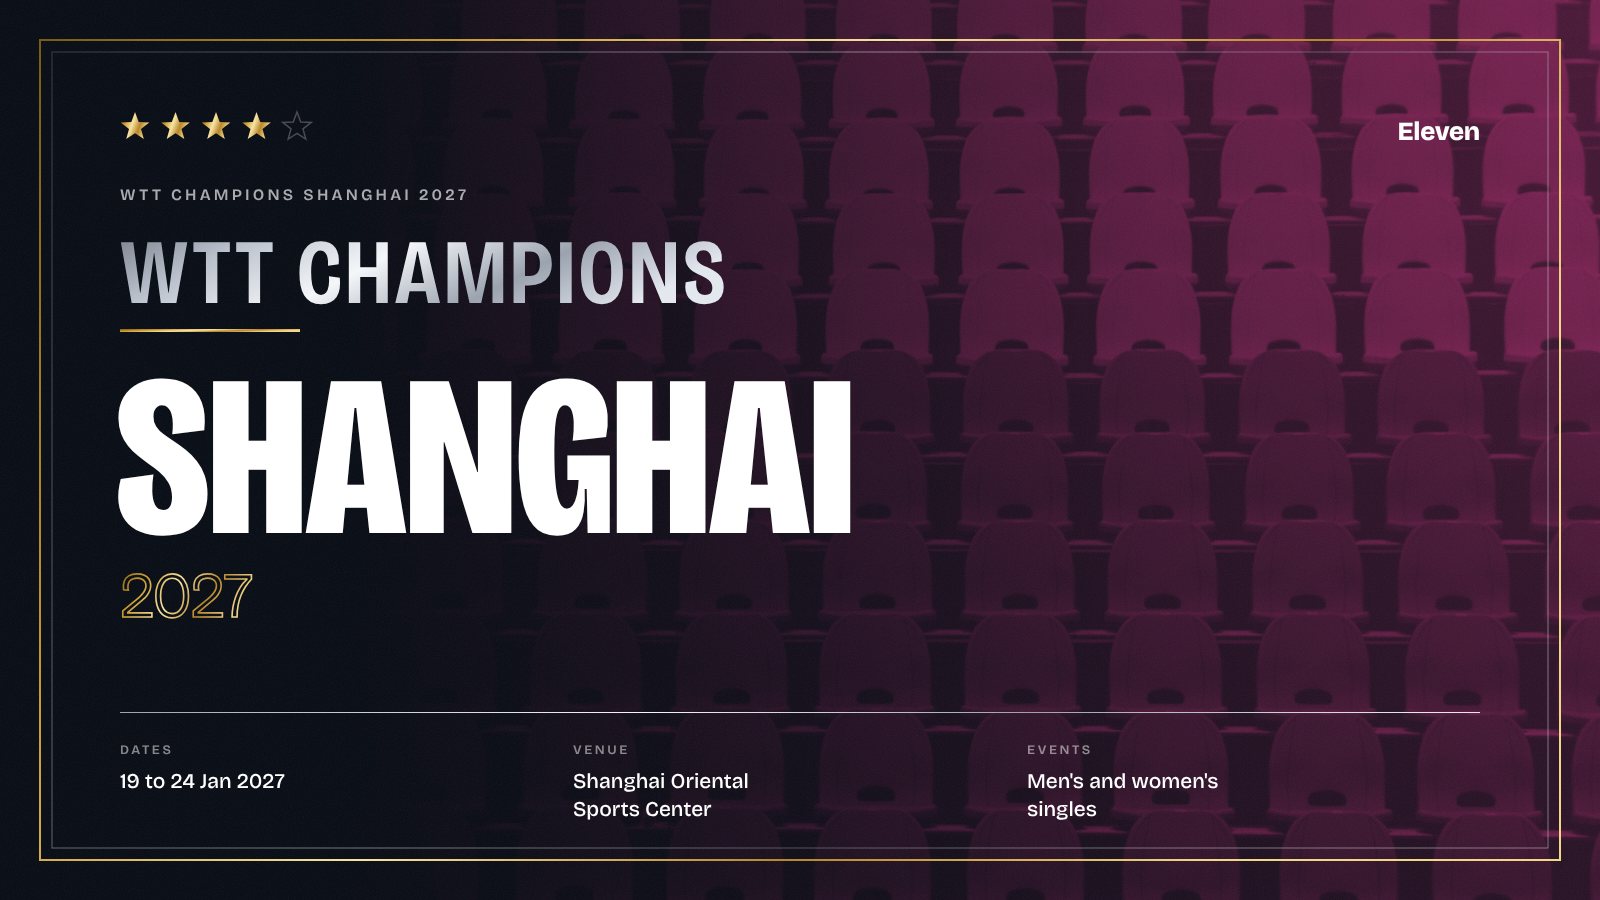 Eleven
WTT CHAMPIONS SHANGHAI 2027
WTT CHAMPIONS
SHANGHAI
2027
DATES
19 to 24 Jan 2027
VENUE
Shanghai Oriental
Sports Center
EVENTS
Men's and women's
singles